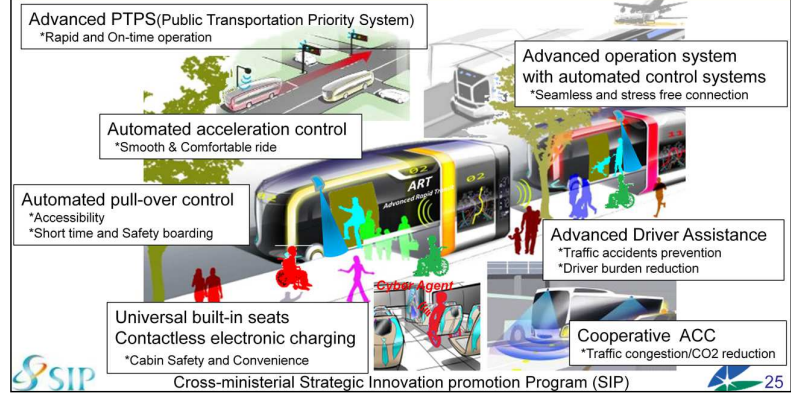 Advanced PTPS(Public Transportation Priority System)
*Rapid and On-time operation
Advanced operation system
with automated control systems
*Seamless and stress free connection
Automated acceleration control
*Smooth & Comfortable ride
02
ART
Advanced Rapid Transit
02
11
Automated pull-over control
*Accessibility
*Short time and Safety boarding
Advanced Driver Assistance
*Traffic accidents prevention
*Driver burden reduction
Cyber Agent
Universal built-in seats
Contactless electronic charging
*Cabin Safety and Convenience
Cooperative ACC
*Traffic congestion/CO2 reduction
SIP
Cross-ministerial Strategic Innovation promotion Program (SIP)
25